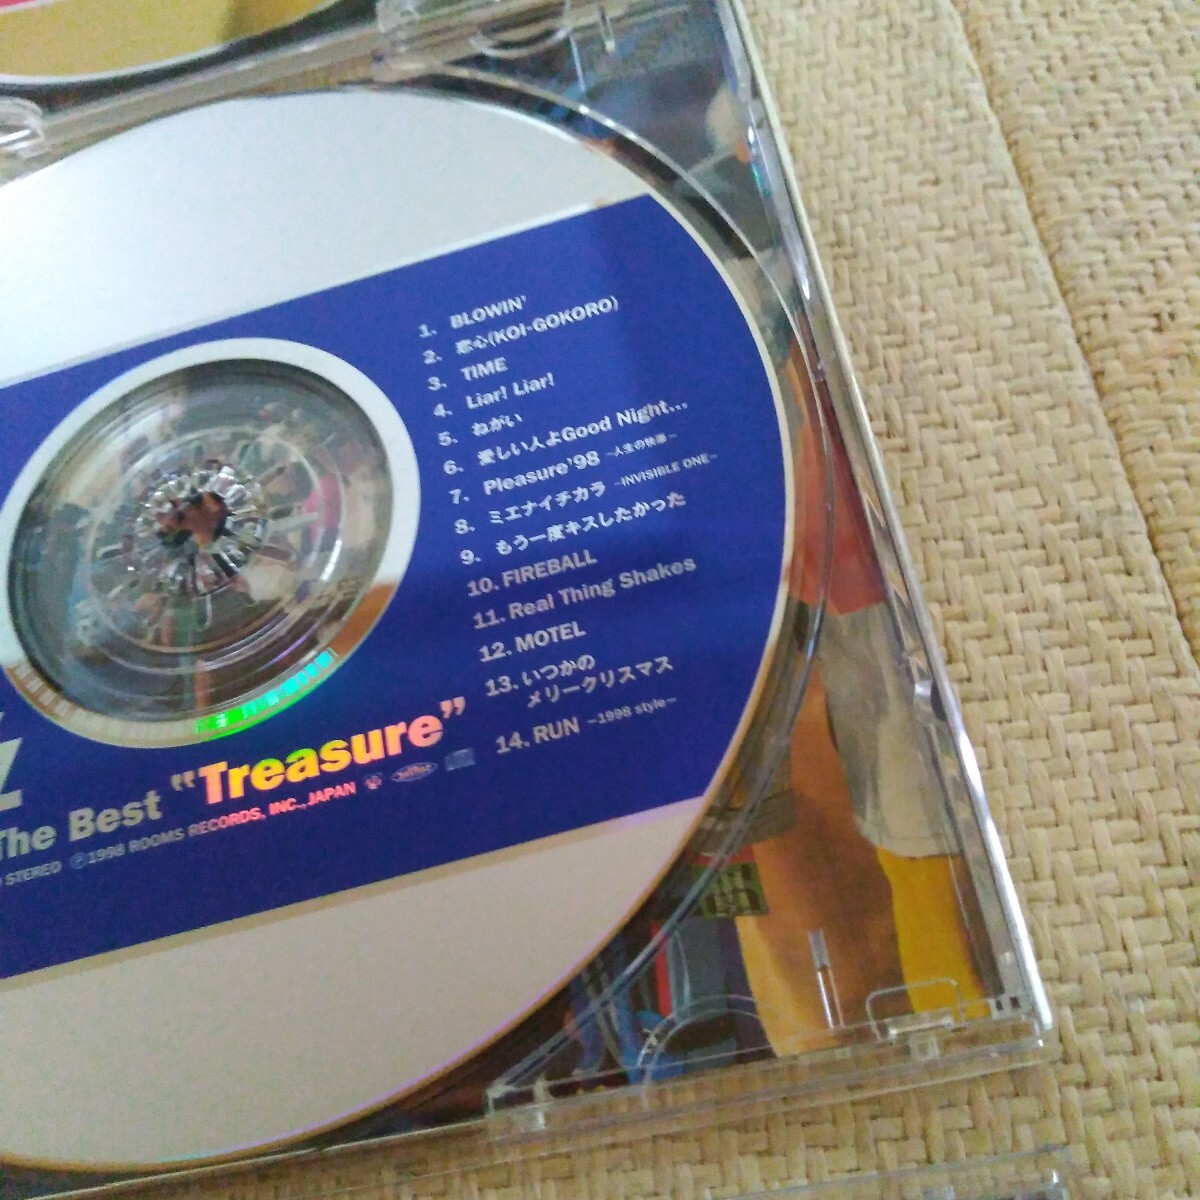 1. BLOWIN'
2. 恋心(KOI-GOKORO)
3. TIME
4. Liar! Liar!
5. ねがい
6. 愛しい人よGood Night...
7. Pleasure'98 -人生の快楽-
8. ミエナイチカラ -INVISIBLE ONE-
9. もう一度キスしたかった
10. FIREBALL
11. Real Thing Shakes
12. MOTEL
13. いつかの
メリークリスマス
14. RUN -1998 style-
Z
The Best "Treasure"
STEREO Ⓟ1998 ROOMS RECORDS, INC., JAPAN